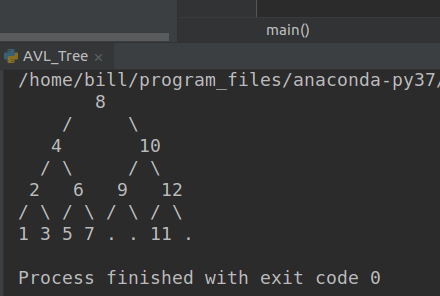 main()
AVL_Tree ×
/home/bill/program_files/anaconda-py37/
8
/ \
4 10
/ \ / \
2 6 9 12
/ \ / \ / \ / \
1 3 5 7 . . 11 .
Process finished with exit code 0